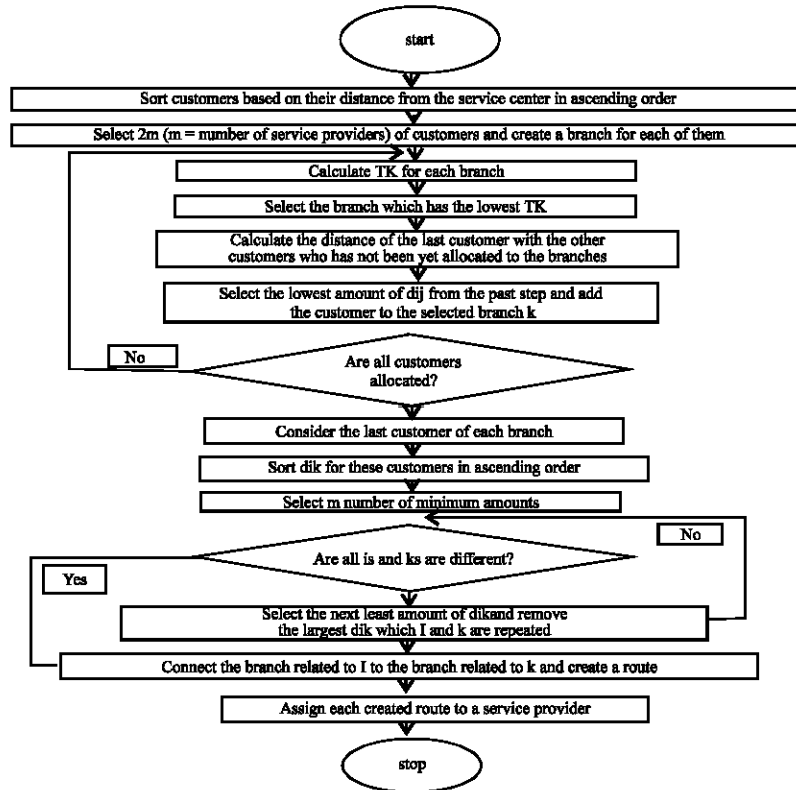 start
Sort customers based on their distance from the service center in ascending order
Select 2m (m = number of service providers) of customers and create a branch for each of them
Calculate TK for each branch
Select the branch which has the lowest TK
Calculate the distance of the last customer with the other
customers who has not been yet allocated to the branches
Select the lowest amount of dij from the past step and add
the customer to the selected branch k
No
Are all customers
allocated?
Consider the last customer of each branch
Sort dik for these customers in ascending order
Select m number of minimum amounts
No
Are all is and ks are different?
Yes
Select the next least amount of dikand remove
the largest dik which I and k are repeated
Connect the branch related to I to the branch related to k and create a route
Assign each created route to a service provider
stop